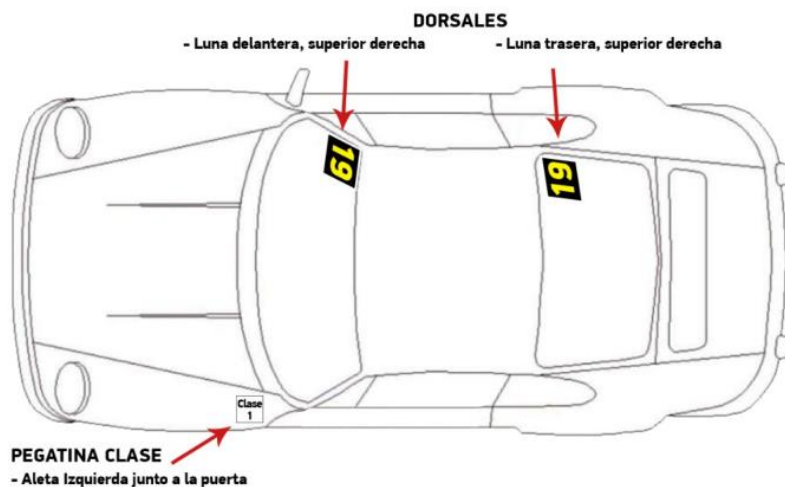 DORSALES
- Luna delantera, superior derecha
- Luna trasera, superior derecha
19
19
Clase
1
PEGATINA CLASE
- Aleta Izquierda junto a la puerta